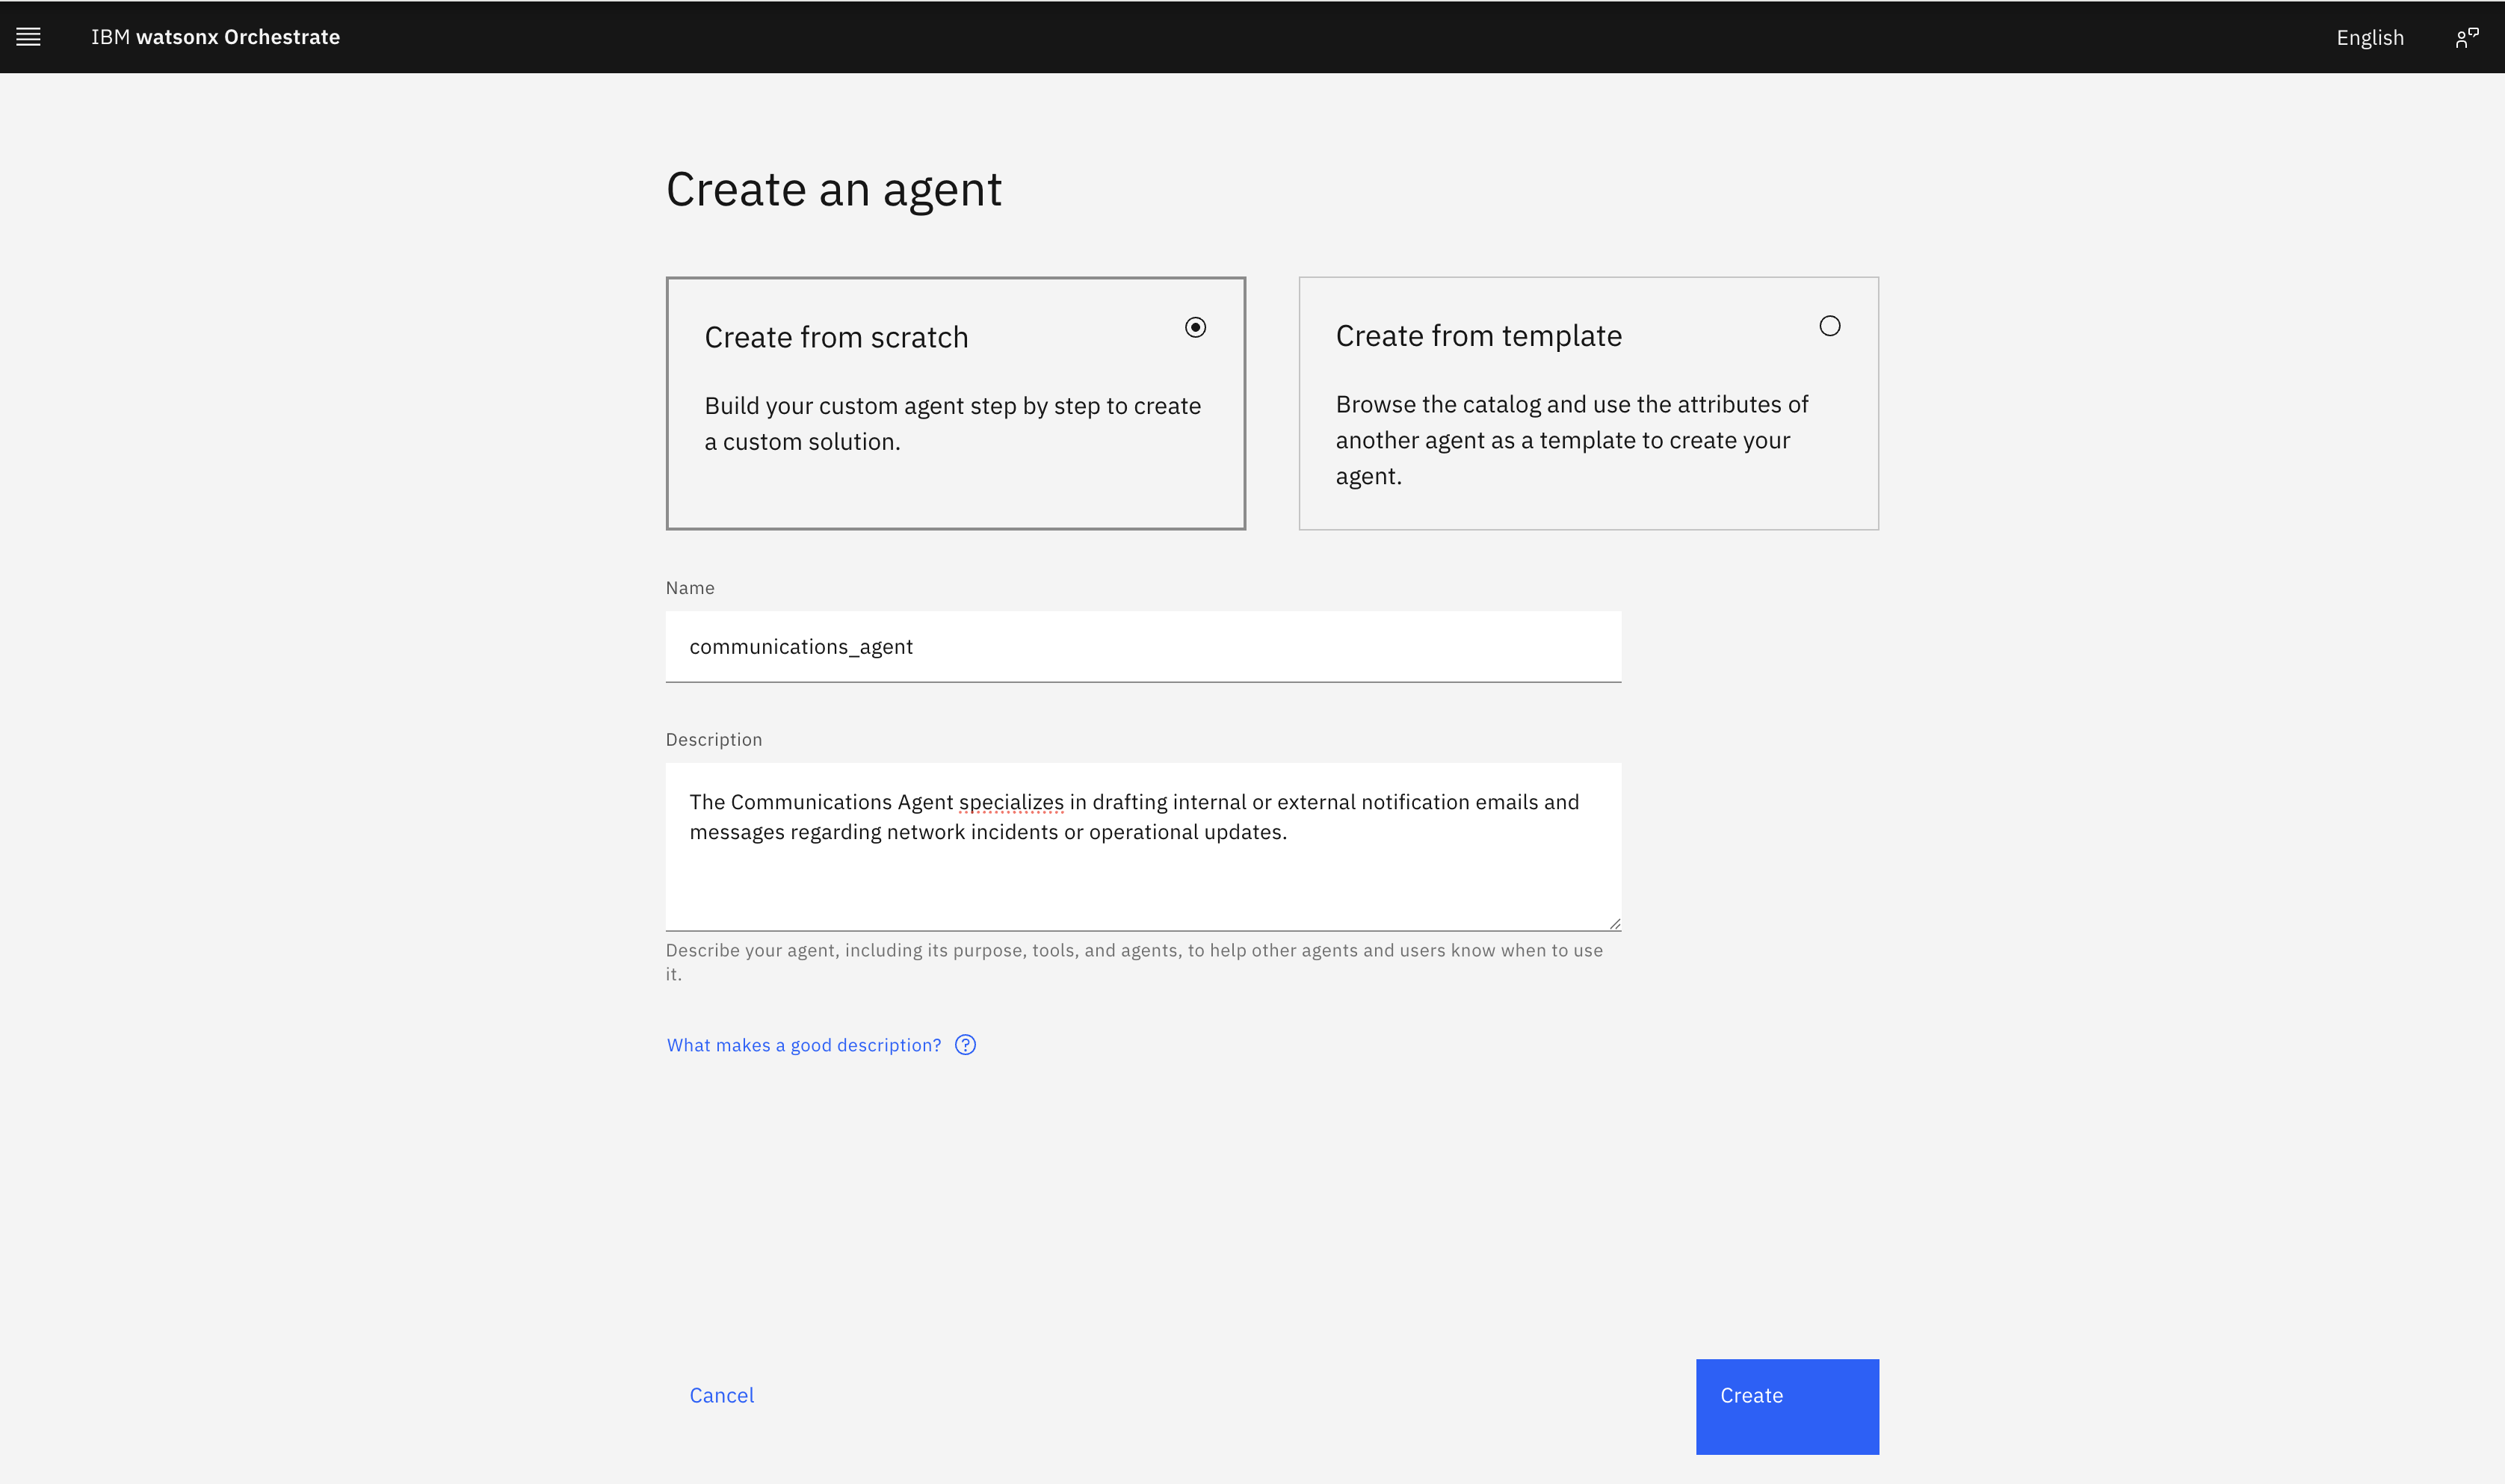 IBM watsonx Orchestrate
English
Create an agent
Create from scratch
Build your custom agent step by step to create
a custom solution.
Create from template
Browse the catalog and use the attributes of
another agent as a template to create your
agent.
Name
communications_agent
Description
The Communications Agent specializes in drafting internal or external notification emails and
messages regarding network incidents or operational updates.
Describe your agent, including its purpose, tools, and agents, to help other agents and users know when to use
it.
What makes a good description?
Cancel
Create